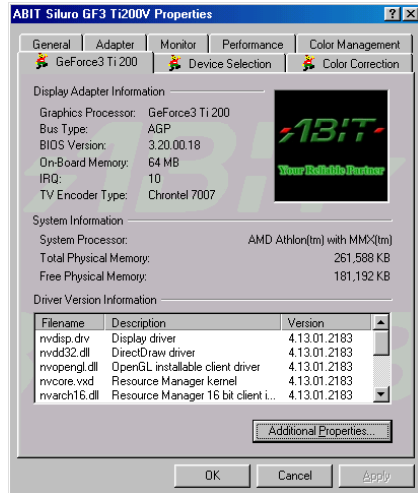 ABIT Siluro GF3 Ti200V Properties
General Adapter Monitor Performance Color Management
GeForce3 Ti 200 Device Selection Color Correction
Display Adapter Information
Graphics Processor: GeForce3 Ti 200
Bus Type: AGP
BIOS Version: 3.20.00.18
On-Board Memory: 64 MB
IRQ: 10
TV Encoder Type: Chrontel 7007
ABIT
Your Reliable Partner
System Information
System Processor: AMD Athlon(tm) with MMX(tm)
Total Physical Memory: 261,588 KB
Free Physical Memory: 181,192 KB
Driver Version Information
Filename Description Version
nvdisp.drv Display driver 4.13.01.2183
nvdd32.dll DirectDraw driver 4.13.01.2183
nvopengl.dll OpenGL installable client driver 4.13.01.2183
nvcore.vxd Resource Manager kernel 4.13.01.2183
nvarch16.dll Resource Manager 16 bit client i... 4.13.01.2183
Additional Properties...
OK Cancel Apply